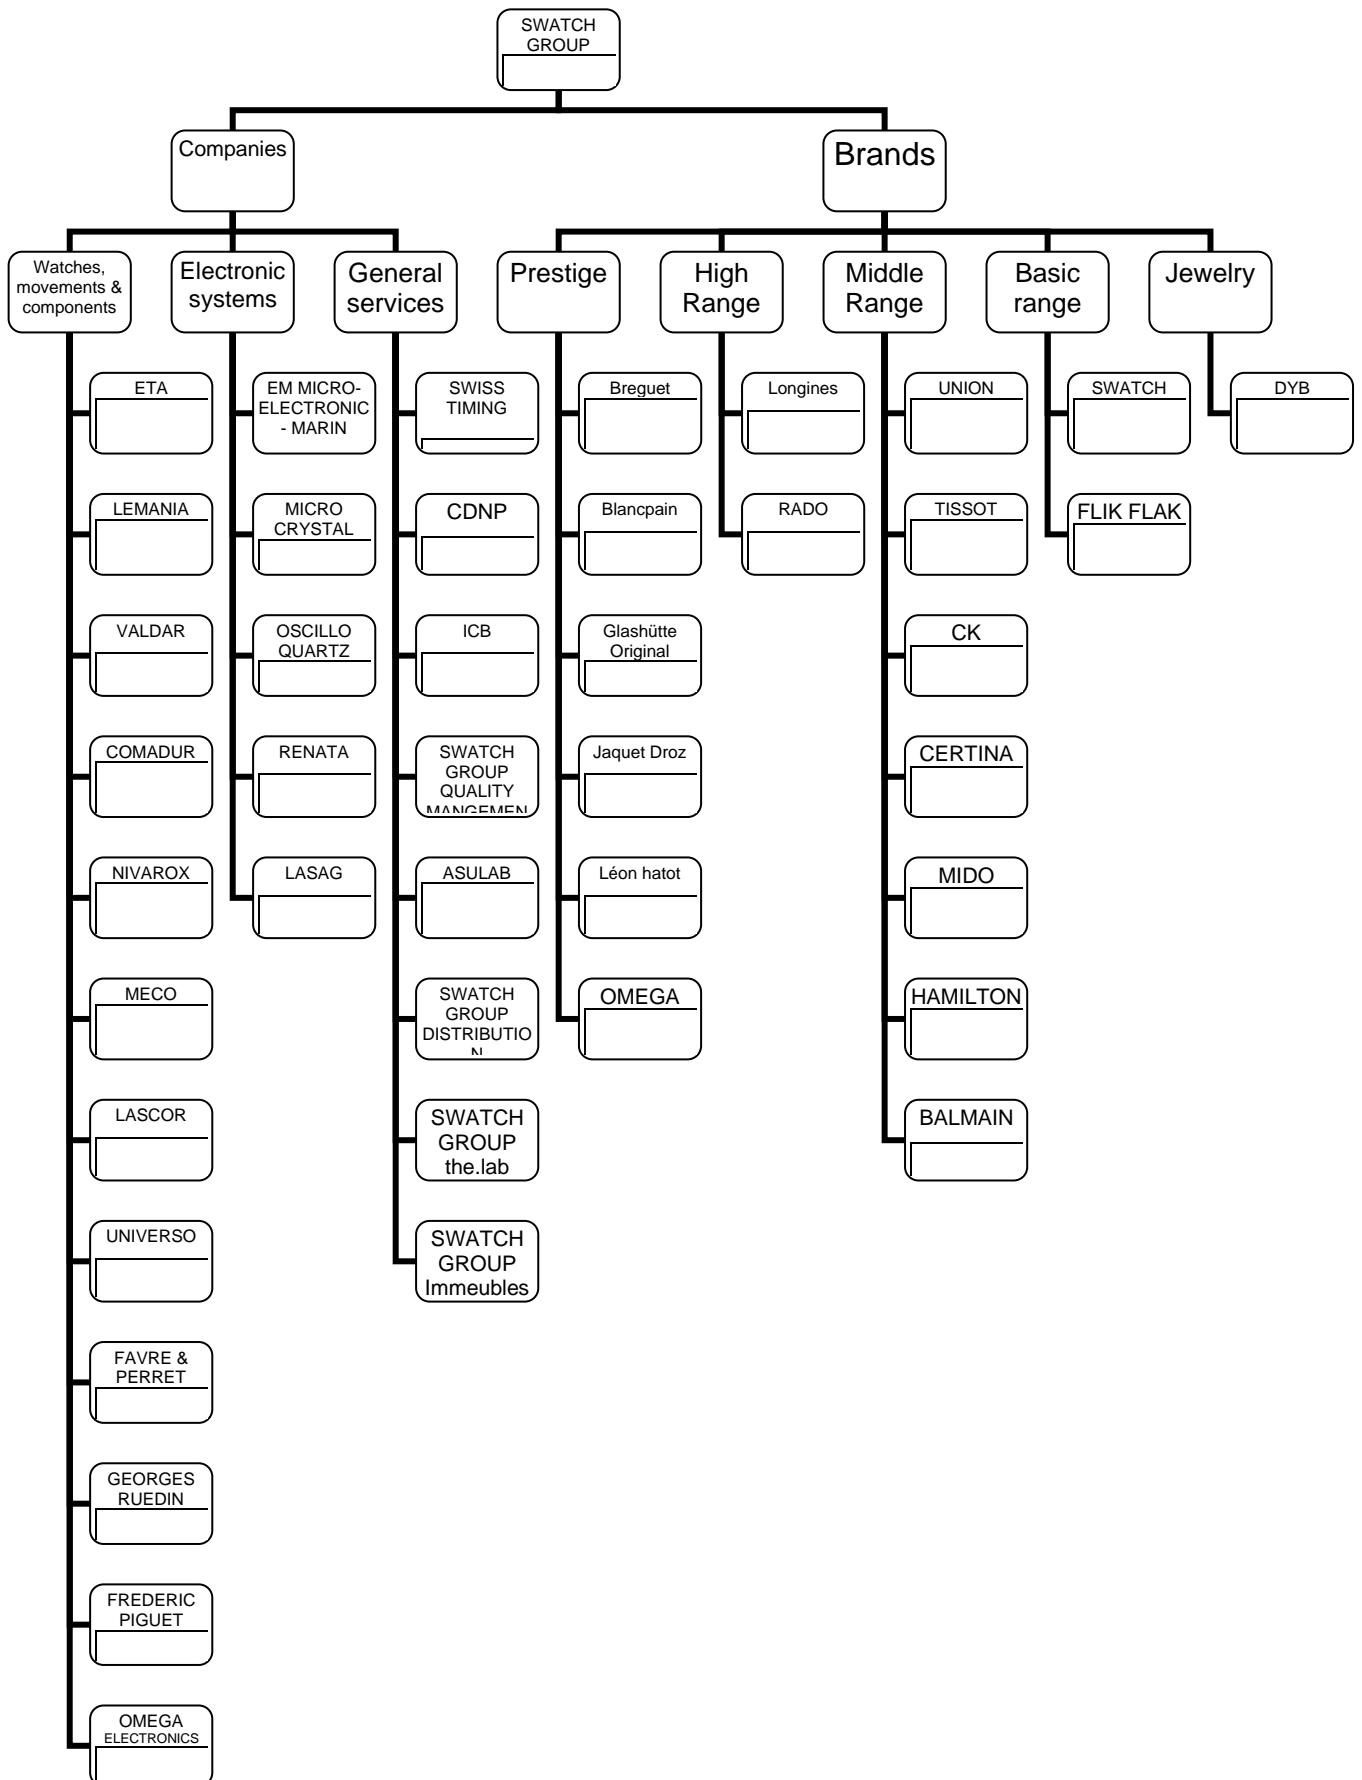 SWATCH
GROUP
Companies
Brands
Watches,
movements &
components
Electronic
systems
General
services
Prestige
High
Range
Middle
Range
Basic
range
Jewelry
ETA
LEMANIA
VALDAR
COMADUR
NIVAROX
MECO
LASCOR
UNIVERSO
FAVRE &
PERRET
GEORGES
RUEDIN
FREDERIC
PIGUET
OMEGA
ELECTRONICS
EM MICRO-
ELECTRONIC
- MARIN
MICRO
CRYSTAL
OSCILLO
QUARTZ
RENATA
LASAG
SWISS
TIMING
CDNP
ICB
SWATCH
GROUP
QUALITY
MANGEMEN
ASULAB
SWATCH
GROUP
DISTRIBUTIO
N
SWATCH
GROUP
the.lab
SWATCH
GROUP
Immeubles
Breguet
Blancpain
Glashütte
Original
Jaquet Droz
Léon hatot
OMEGA
Longines
RADO
UNION
TISSOT
CK
CERTINA
MIDO
HAMILTON
BALMAIN
SWATCH
FLIK FLAK
DYB